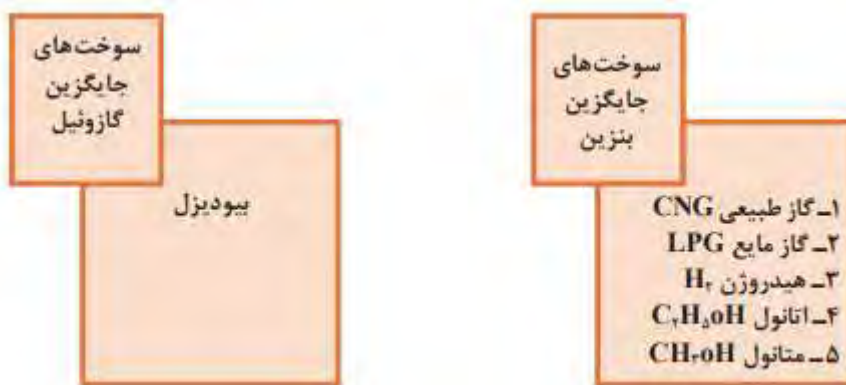 سوخت‌های
جایگزین
بنزین
۱ـ گاز طبیعی CNG
۲ـ گاز مایع LPG
۳ـ هیدروژن H۲
۴ـ اتانول C۲H۵oH
۵ـ متانول CH۳oH
سوخت‌های
جایگزین
گازوئیل
بیودیزل